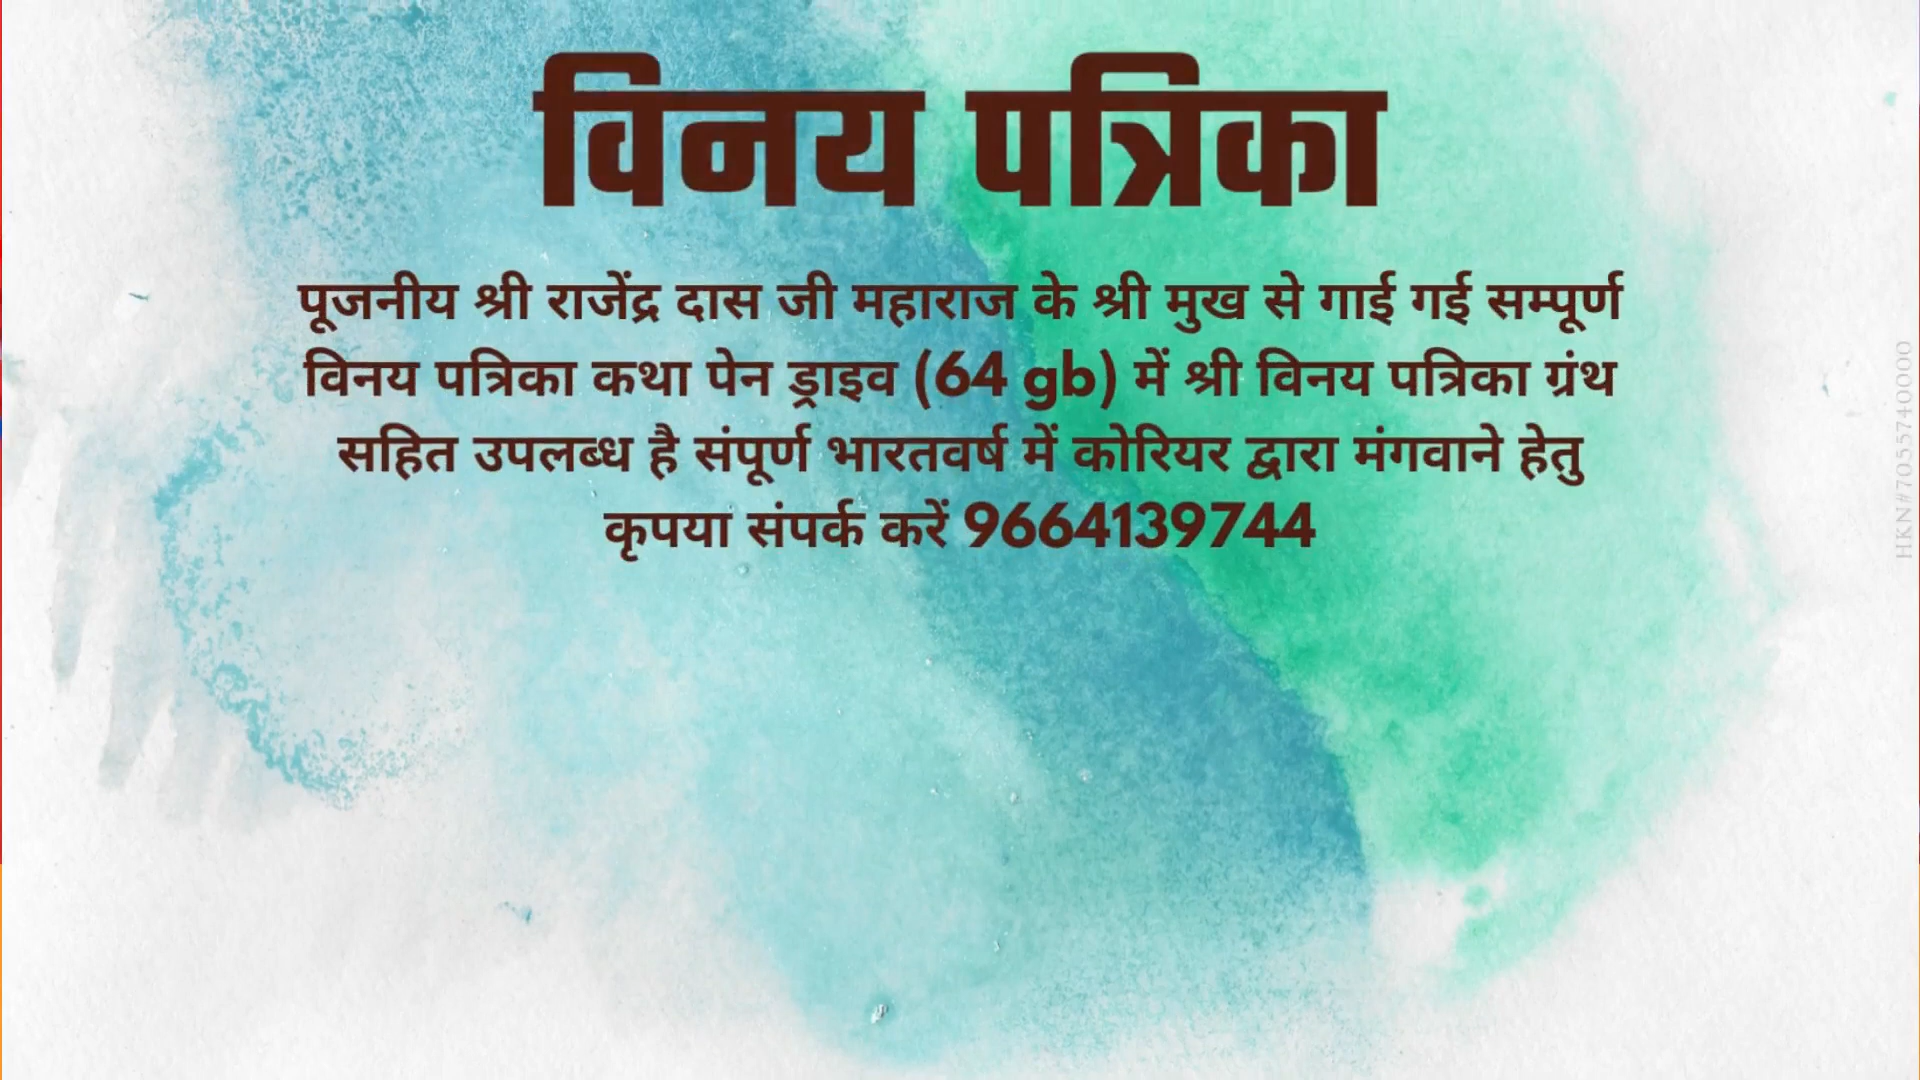 विनय पत्रिका
पूजनीय श्री राजेंद्र दास जी महाराज के श्री मुख से गाई गई सम्पूर्ण
विनय पत्रिका कथा पेन ड्राइव (64 gb) में श्री विनय पत्रिका ग्रंथ
सहित उपलब्ध है संपूर्ण भारतवर्ष में कोरियर द्वारा मंगवाने हेतु
कृपया संपर्क करें 9664139744
HKN#7055740000